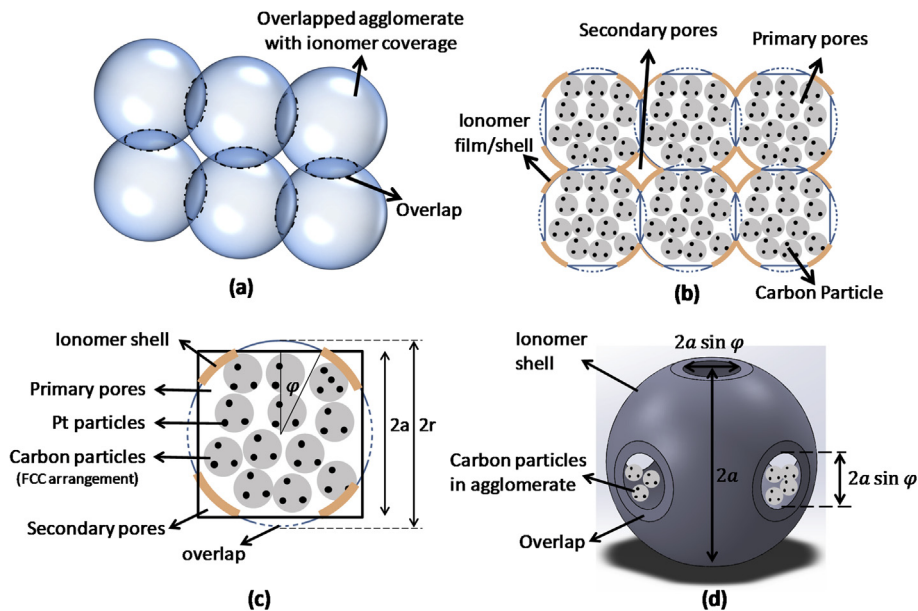 Overlapped agglomerate
with ionomer coverage
Overlap
(a)
Secondary pores
Primary pores
Ionomer
film/shell
Carbon Particle
(b)
Ionomer shell
Primary pores
Pt particles
Carbon particles
(FCC arrangement)
Secondary pores
overlap
φ
2a
2r
(c)
Ionomer
shell
2a sin φ
Carbon particles
in agglomerate
2a
2a sin φ
Overlap
(d)